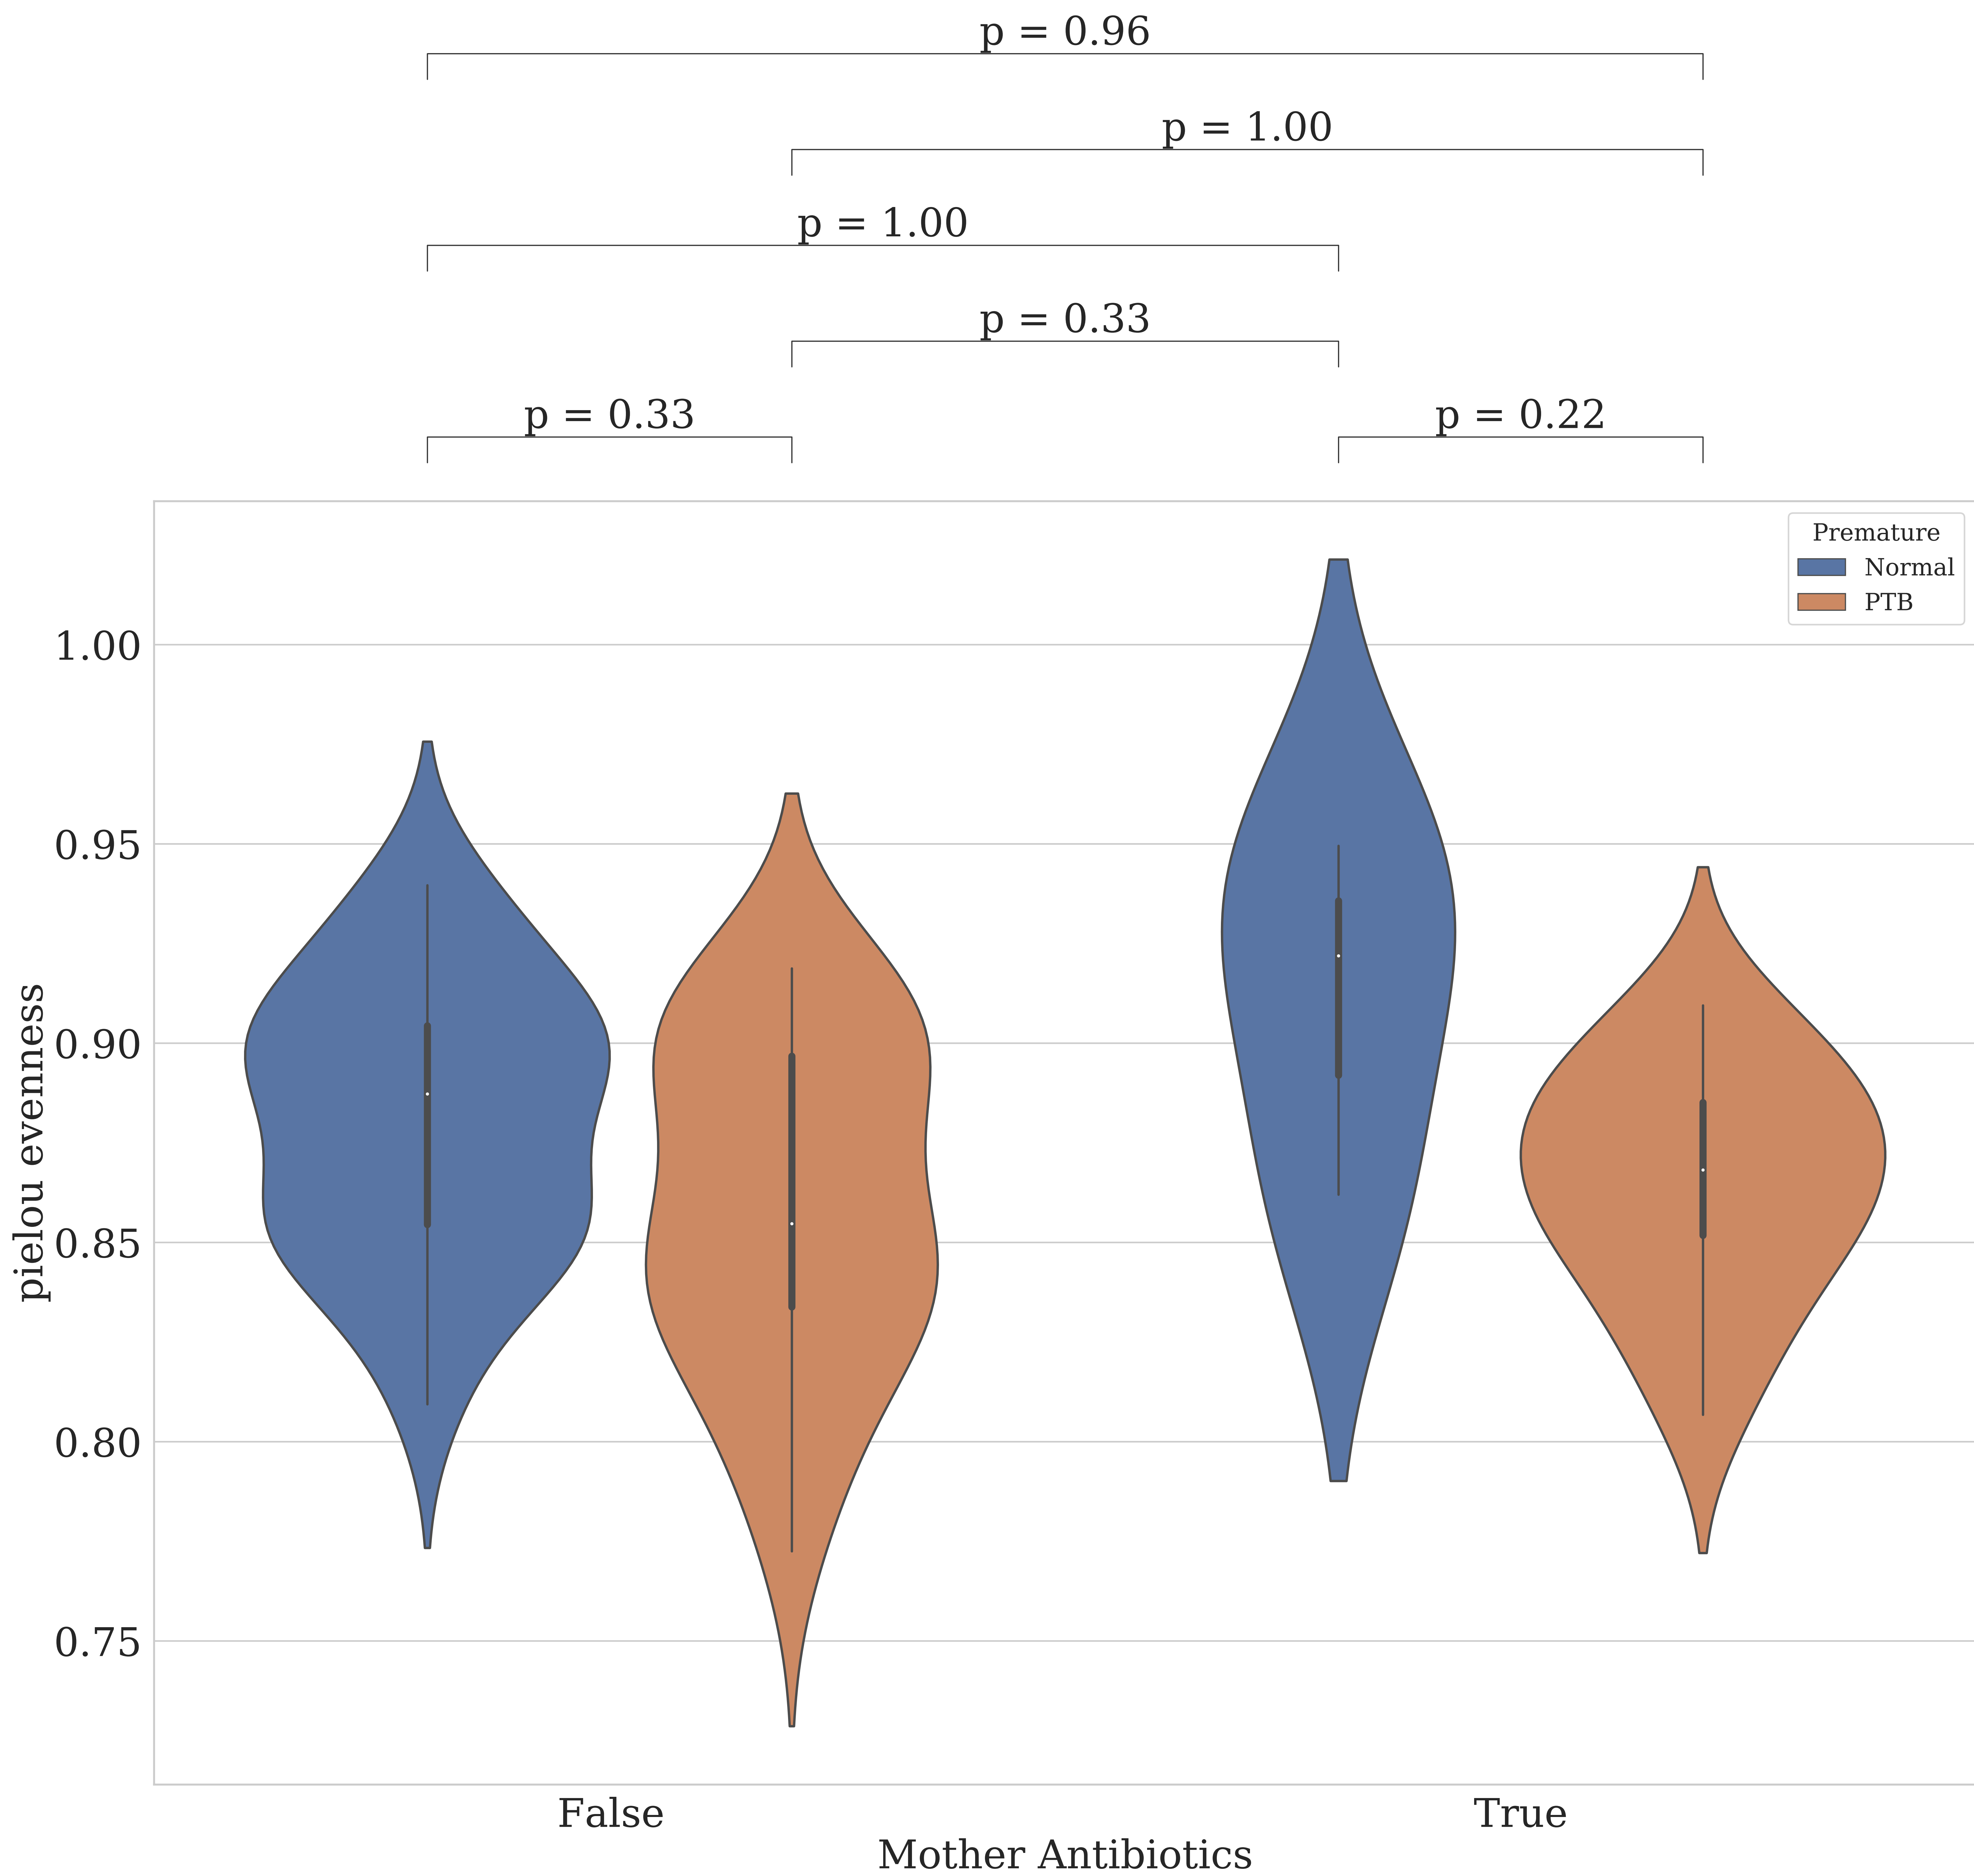 p = 0.96
p = 1.00
p = 1.00
p = 0.33
p = 0.33
p = 0.22
Premature
Normal
PTB
1.00
0.95
0.90
0.85
0.80
0.75
pielou evenness
False
True
Mother Antibiotics